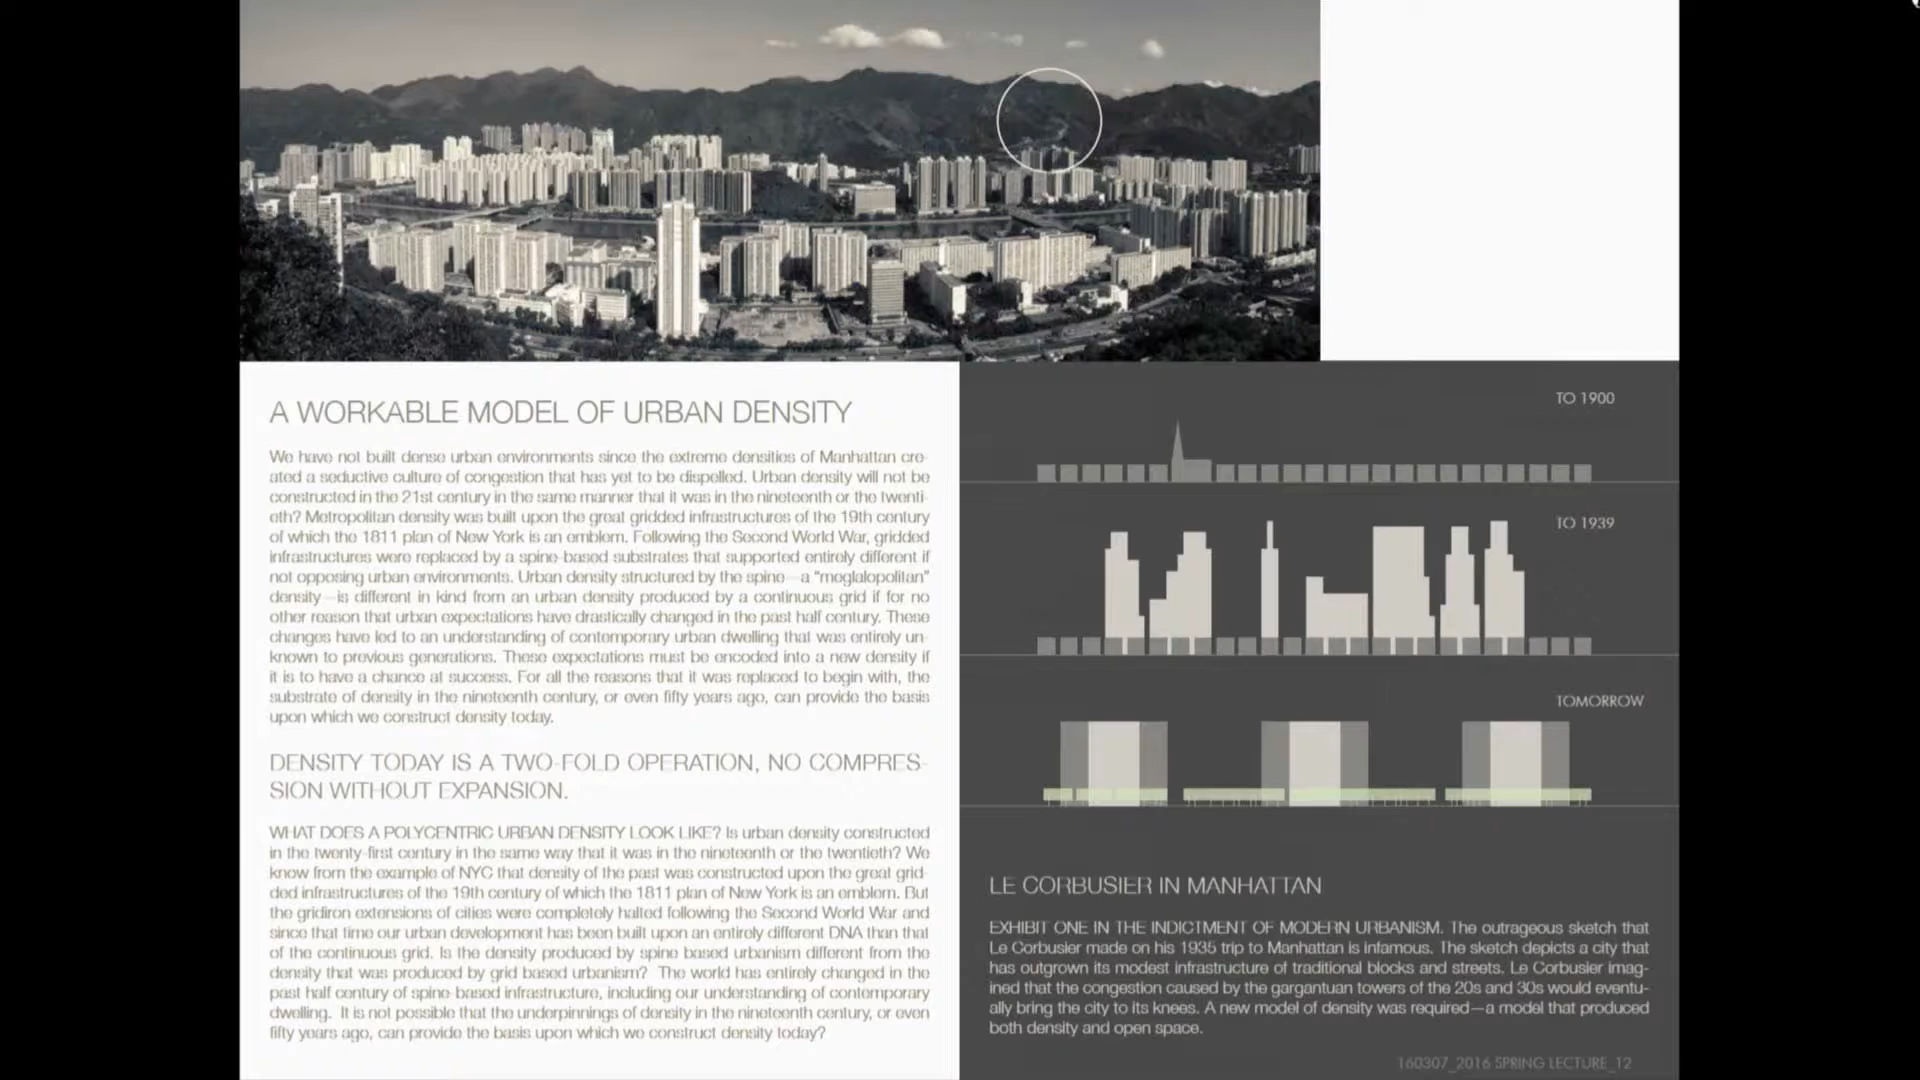 A WORKABLE MODEL OF URBAN DENSITY
We have not built dense urban environments since the extreme densities of Manhattan cre-
ated a seductive culture of congestion that has yet to be dispelled. Urban density will not be
constructed in the 21st century in the same manner that it was in the nineteenth or the twenti-
eth? Metropolitan density was built upon the great gridded infrastructures of the 19th century
of which the 1811 plan of New York is an emblem. Following the Second World War, gridded
infrastructures were replaced by a spine-based substrates that supported entirely different if
not opposing urban environments. Urban density structured by the spine—a "meglalopolitan"
density—is different in kind from an urban density produced by a continuous grid if for no
other reason that urban expectations have drastically changed in the past half century. These
changes have led to an understanding of contemporary urban dwelling that was entirely un-
known to previous generations. These expectations must be encoded into a new density if
it is to have a chance at success. For all the reasons that it was replaced to begin with, the
substrate of density in the nineteenth century, or even fifty years ago, can provide the basis
upon which we construct density today.
DENSITY TODAY IS A TWO-FOLD OPERATION, NO COMPRES-
SION WITHOUT EXPANSION.
WHAT DOES A POLYCENTRIC URBAN DENSITY LOOK LIKE? Is urban density constructed
in the twenty-first century in the same way that it was in the nineteenth or the twentieth? We
know from the example of NYC that density of the past was constructed upon the great grid-
ded infrastructures of the 19th century of which the 1811 plan of New York is an emblem. But
the gridiron extensions of cities were completely halted following the Second World War and
since that time our urban development has been built upon an entirely different DNA than that
of the continuous grid. Is the density produced by spine based urbanism different from the
density that was produced by grid based urbanism? The world has entirely changed in the
past half century of spine-based infrastructure, including our understanding of contemporary
dwelling. It is not possible that the underpinnings of density in the nineteenth century, or even
fifty years ago, can provide the basis upon which we construct density today?
TO 1900
TO 1939
TOMORROW
LE CORBUSIER IN MANHATTAN
EXHIBIT ONE IN THE INDICTMENT OF MODERN URBANISM. The outrageous sketch that
Le Corbusier made on his 1935 trip to Manhattan is infamous. The sketch depicts a city that
has outgrown its modest infrastructure of traditional blocks and streets. Le Corbusier imag-
ined that the congestion caused by the gargantuan towers of the 20s and 30s would eventu-
ally bring the city to its knees. A new model of density was required—a model that produced
both density and open space.
160307_2016 SPRING LECTURE_12